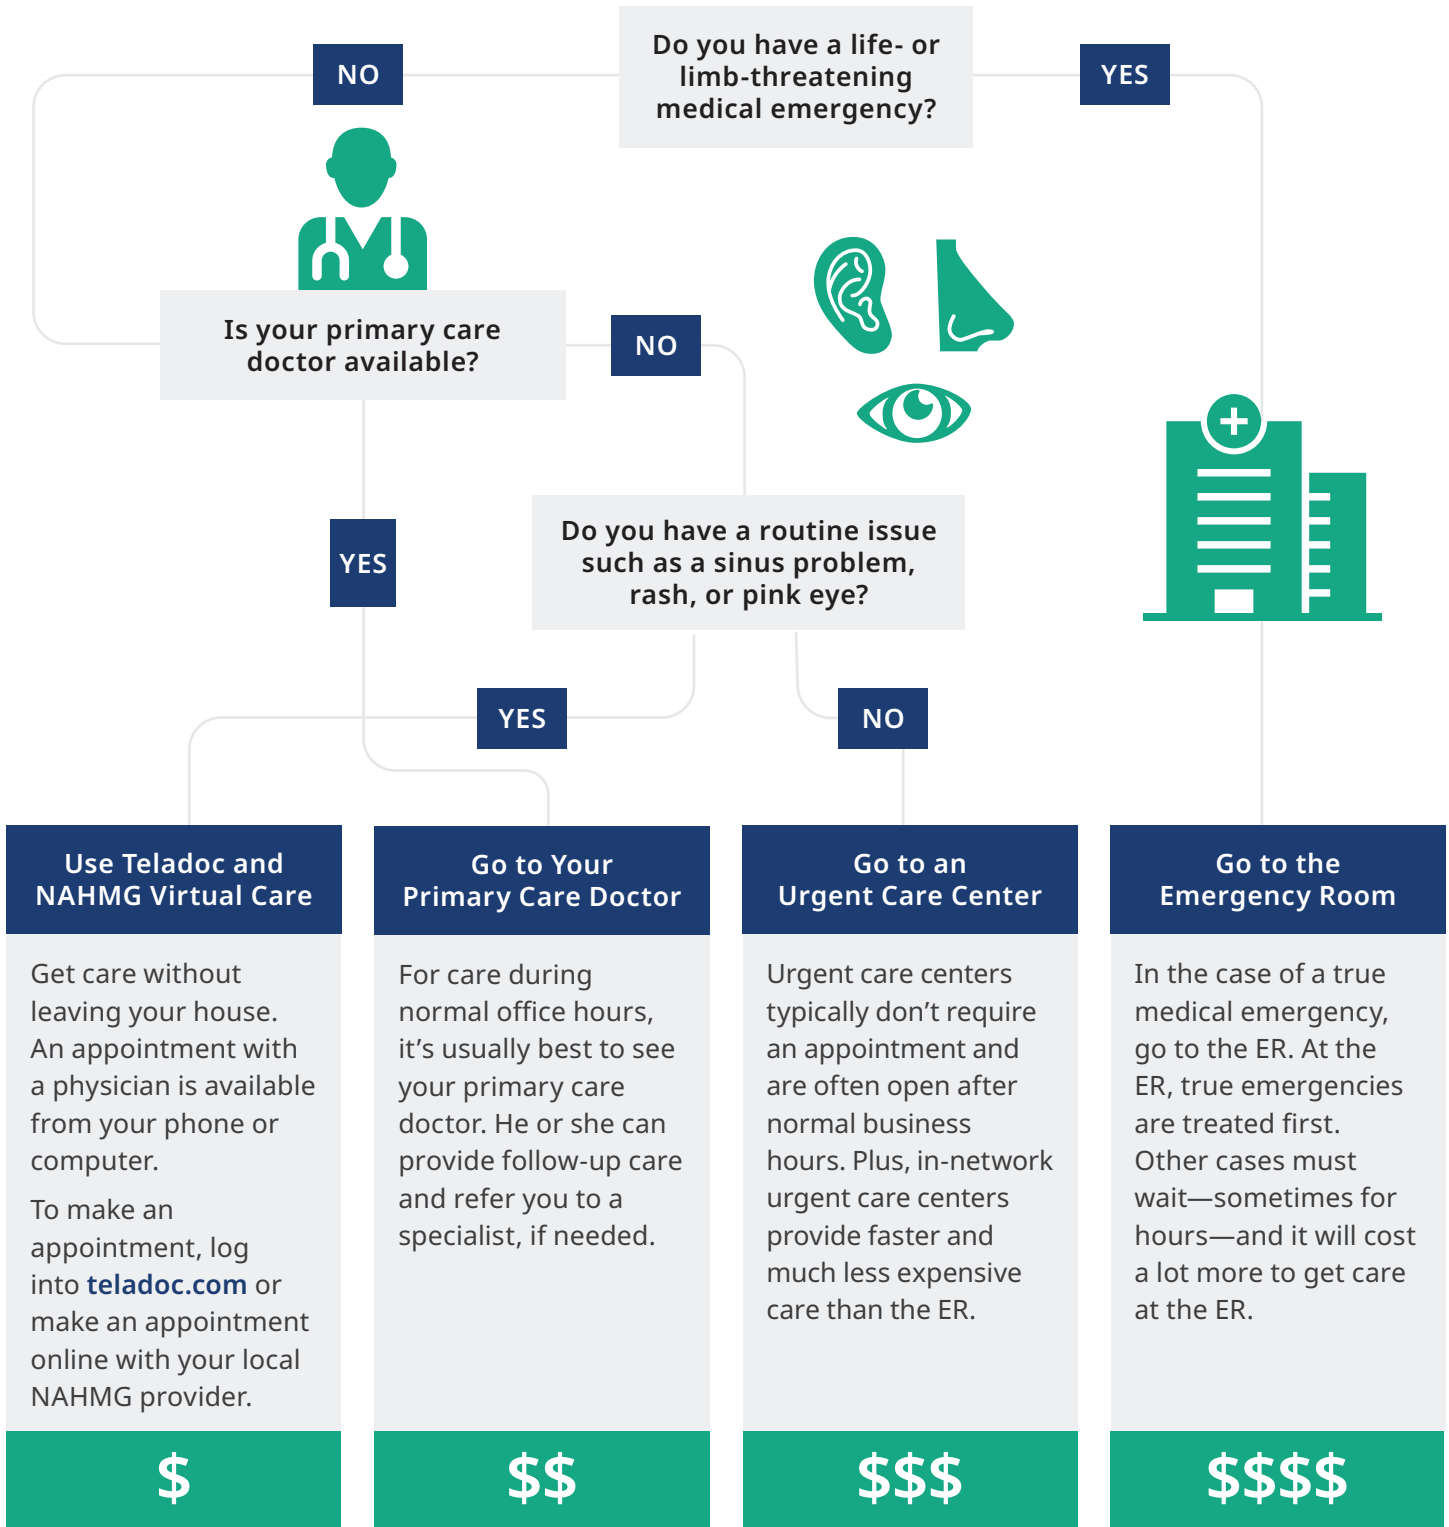 Do you have a life- or
limb-threatening
medical emergency?
NO
YES
Is your primary care
doctor available?
NO
YES
Do you have a routine issue
such as a sinus problem,
rash, or pink eye?
YES
NO
Use Teladoc and
NAHMG Virtual Care
Get care without
leaving your house.
An appointment with
a physician is available
from your phone or
computer.
To make an
appointment, log
into teladoc.com or
make an appointment
online with your local
NAHMG provider.
$
Go to Your
Primary Care Doctor
For care during
normal office hours,
it’s usually best to see
your primary care
doctor. He or she can
provide follow-up care
and refer you to a
specialist, if needed.
$$
Go to an
Urgent Care Center
Urgent care centers
typically don’t require
an appointment and
are often open after
normal business
hours. Plus, in-network
urgent care centers
provide faster and
much less expensive
care than the ER.
$$$
Go to the
Emergency Room
In the case of a true
medical emergency,
go to the ER. At the
ER, true emergencies
are treated first.
Other cases must
wait—sometimes for
hours—and it will cost
a lot more to get care
at the ER.
$$$$